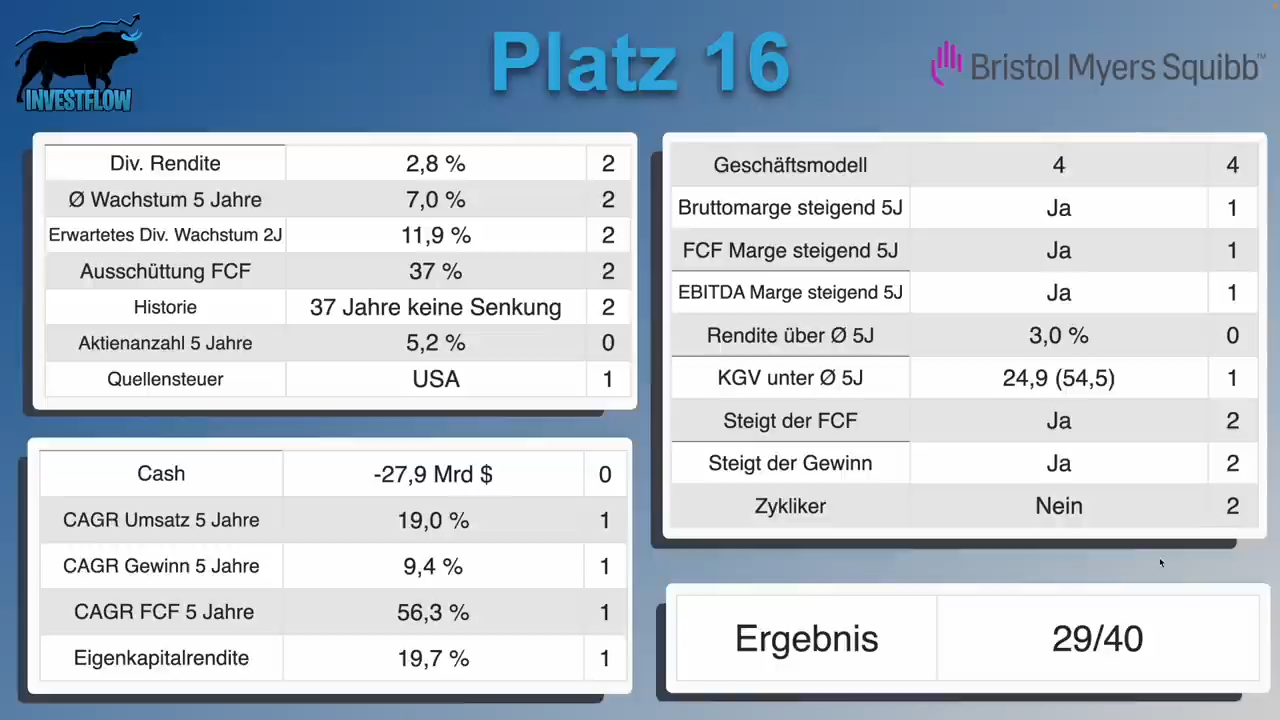 INVESTFLOW
Platz 16
Bristol Myers Squibb™
Div. Rendite 2,8 % 2
Ø Wachstum 5 Jahre 7,0 % 2
Erwartetes Div. Wachstum 2J 11,9 % 2
Ausschüttung FCF 37 % 2
Historie 37 Jahre keine Senkung 2
Aktienanzahl 5 Jahre 5,2 % 0
Quellensteuer USA 1
Cash -27,9 Mrd $ 0
CAGR Umsatz 5 Jahre 19,0 % 1
CAGR Gewinn 5 Jahre 9,4 % 1
CAGR FCF 5 Jahre 56,3 % 1
Eigenkapitalrendite 19,7 % 1
Geschäftsmodell 4 4
Bruttomarge steigend 5J Ja 1
FCF Marge steigend 5J Ja 1
EBITDA Marge steigend 5J Ja 1
Rendite über Ø 5J 3,0 % 0
KGV unter Ø 5J 24,9 (54,5) 1
Steigt der FCF Ja 2
Steigt der Gewinn Ja 2
Zykliker Nein 2
Ergebnis 29/40